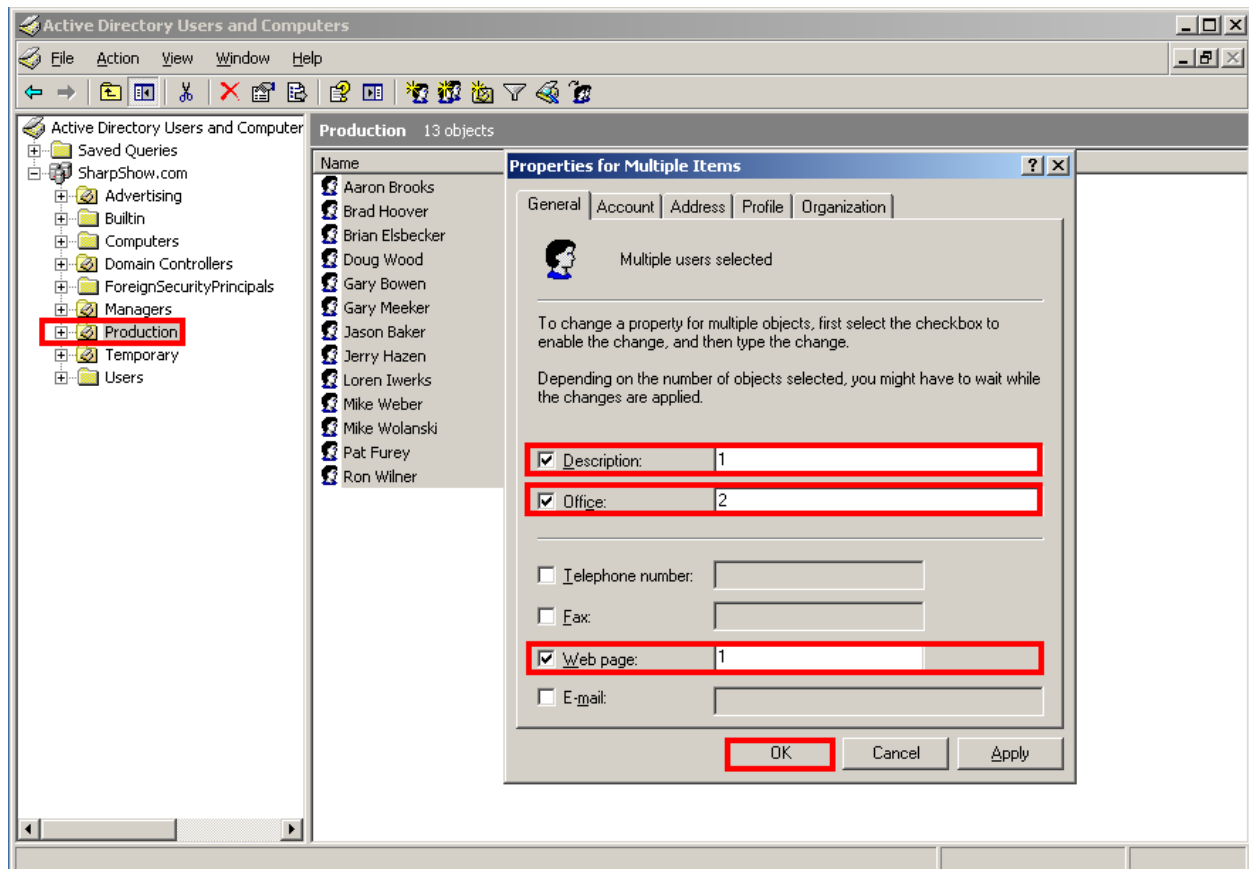 Active Directory Users and Computers
File Action View Window Help
Active Directory Users and Computer
Saved Queries
SharpShow.com
Advertising
Builtin
Computers
Domain Controllers
ForeignSecurityPrincipals
Managers
Production
Temporary
Users
Production 13 objects
Name
Aaron Brooks
Brad Hoover
Brian Elsbecker
Doug Wood
Gary Bowen
Gary Meeker
Jason Baker
Jerry Hazen
Loren Iwerks
Mike Weber
Mike Wolanski
Pat Furey
Ron Wilner
Properties for Multiple Items
General Account Address Profile Organization
Multiple users selected
To change a property for multiple objects, first select the checkbox to
enable the change, and then type the change.
Depending on the number of objects selected, you might have to wait while
the changes are applied.
Description: 1
Office: 2
Telephone number:
Fax:
Web page: 1
E-mail:
OK Cancel Apply